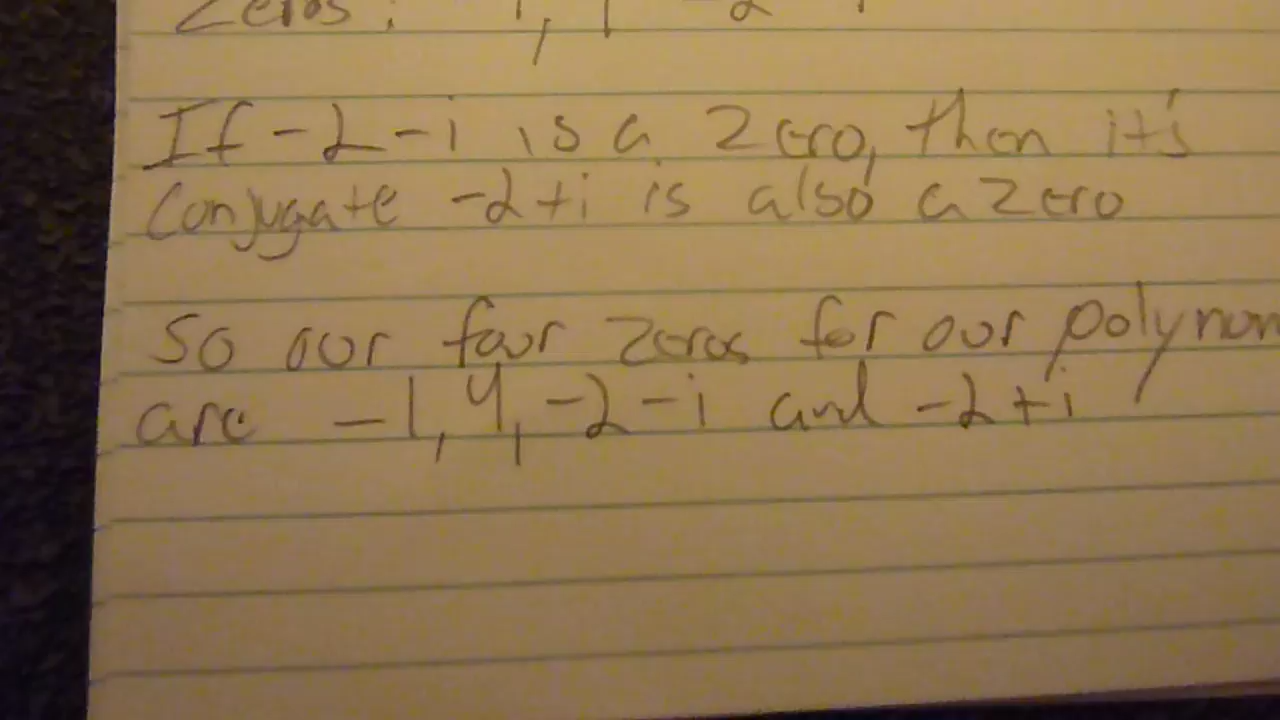 Zeros:
If -2-i is a zero, then it's
Conjugate -2+i is also a zero
So our four zeros for our polynom
are -1, 4, -2-i and -2+i